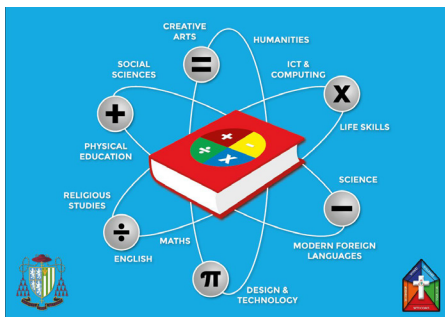 CREATIVE
ARTS
HUMANITIES
SOCIAL
SCIENCES
ICT &
COMPUTING
=
X
+
LIFE SKILLS
PHYSICAL
EDUCATION
RELIGIOUS
STUDIES
SCIENCE
−
÷
MATHS
ENGLISH
MODERN FOREIGN
LANGUAGES
π
DESIGN &
TECHNOLOGY